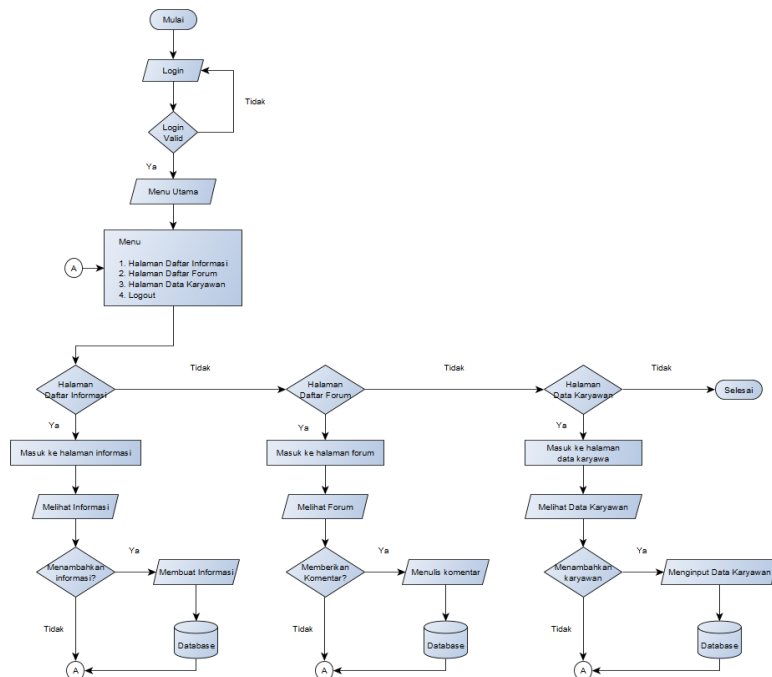 Mulai
Login
Tidak
Login
Valid
Ya
Menu Utama
Menu
1. Halaman Daftar Informasi
2. Halaman Daftar Forum
3. Halaman Data Karyawan
4. Logout
A
Tidak
Tidak
Tidak
Halaman
Daftar Informasi
Halaman
Daftar Forum
Halaman
Data Karyawan
Selesai
Ya
Ya
Ya
Masuk ke halaman informasi
Masuk ke halaman forum
Masuk ke halaman
data karyawa
Melihat Informasi
Melihat Forum
Melihat Data Karyawan
Menambahkan
informasi?
Ya
Membuat Informasi
Memberikan
Komentar?
Ya
Menulis komentar
Menambahkan
karyawan
Ya
Menginput Data Karyawan
Tidak
Database
Tidak
Database
Tidak
Database
A
A
A